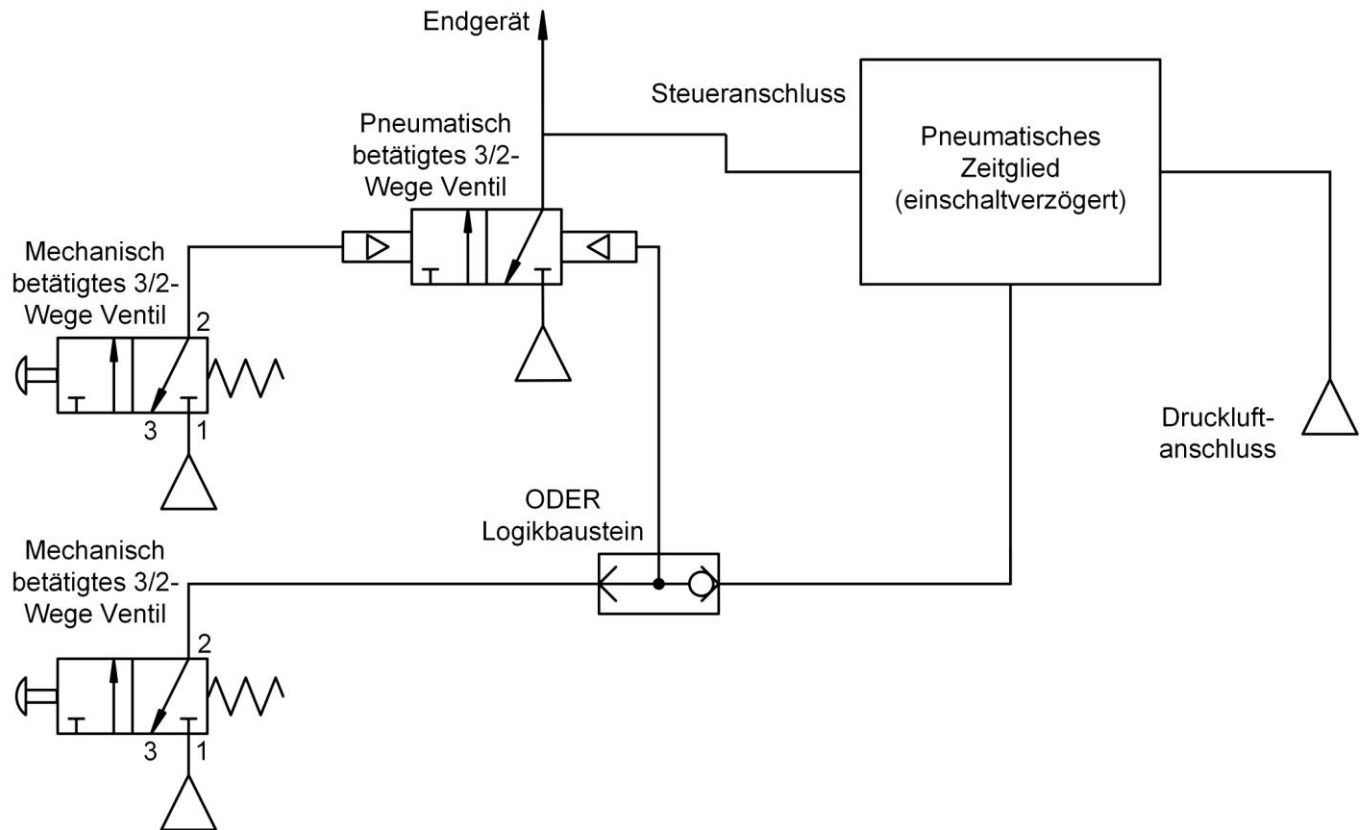 Endgerät
Steueranschluss
Pneumatisch
betätigtes 3/2-
Wege Ventil
Pneumatisches
Zeitglied
(einschaltverzögert)
Mechanisch
betätigtes 3/2-
Wege Ventil
2
3
1
Druckluft-
anschluss
ODER
Logikbaustein
Mechanisch
betätigtes 3/2-
Wege Ventil
2
3
1